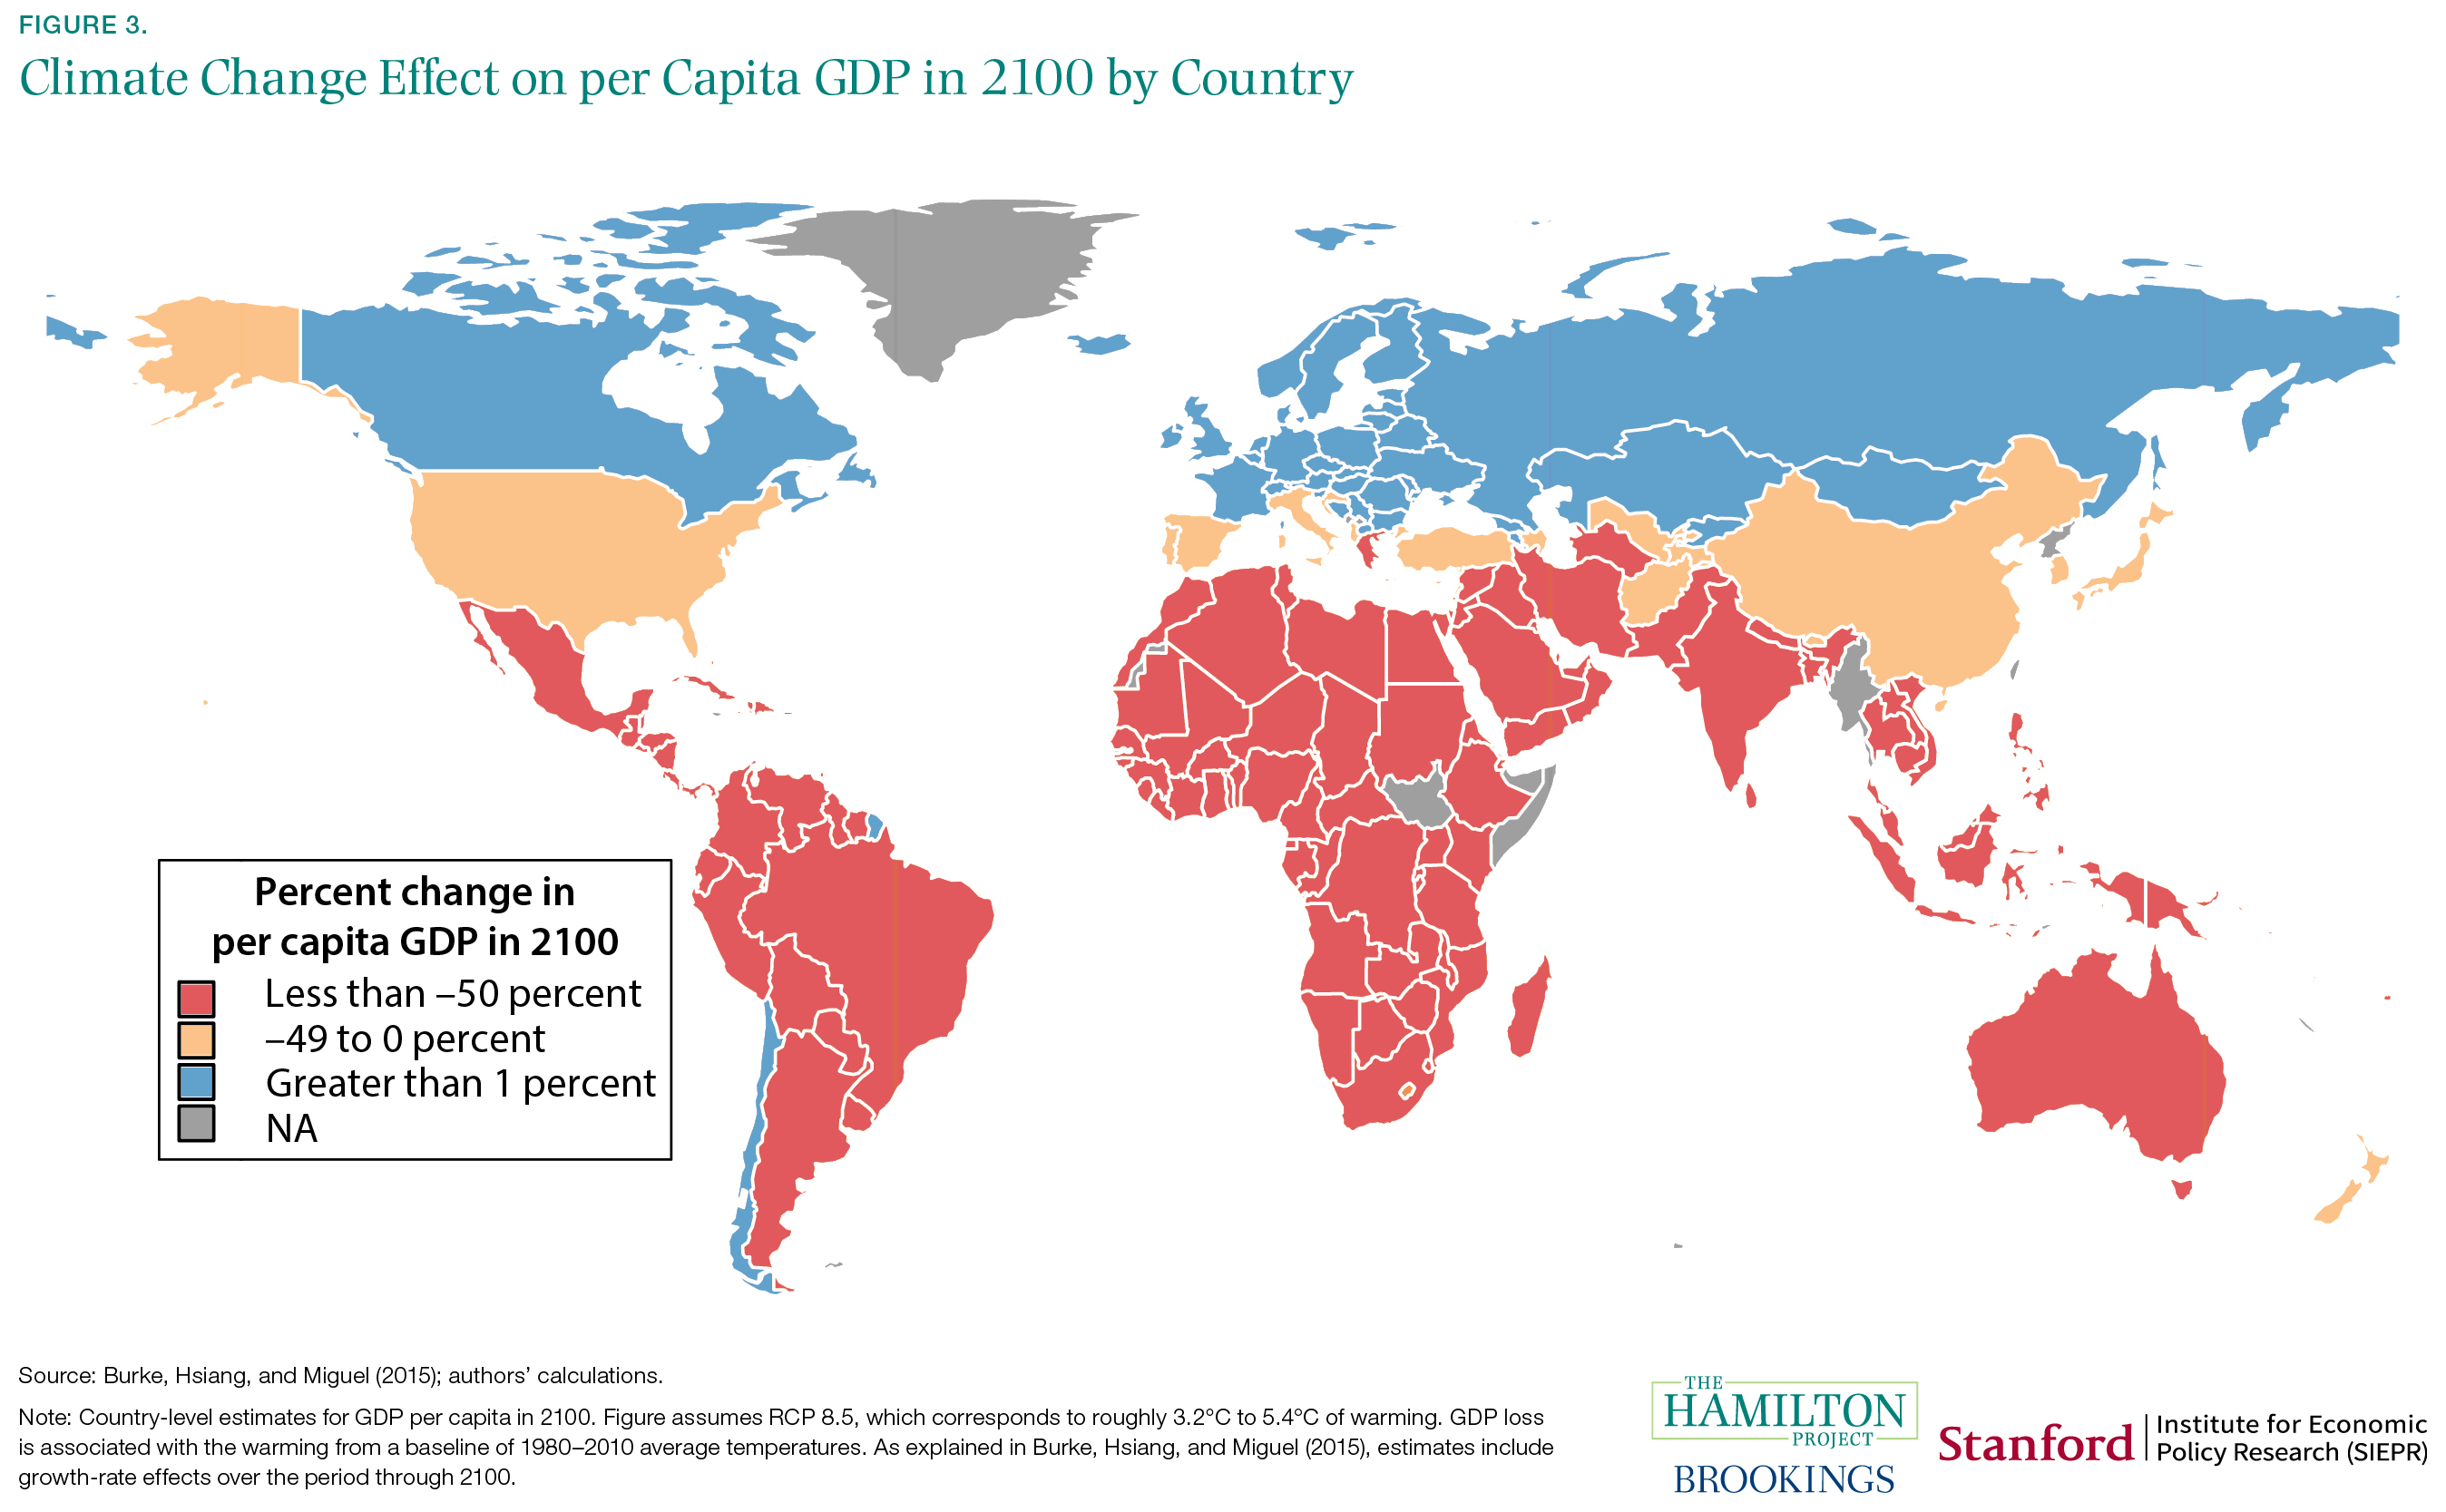 FIGURE 3.
Climate Change Effect on per Capita GDP in 2100 by Country
Percent change in
per capita GDP in 2100
Less than –50 percent
–49 to 0 percent
Greater than 1 percent
NA
Source: Burke, Hsiang, and Miguel (2015); authors’ calculations.
Note: Country-level estimates for GDP per capita in 2100. Figure assumes RCP 8.5, which corresponds to roughly 3.2°C to 5.4°C of warming. GDP loss
is associated with the warming from a baseline of 1980–2010 average temperatures. As explained in Burke, Hsiang, and Miguel (2015), estimates include
growth-rate effects over the period through 2100.
THE
HAMILTON
PROJECT
BROOKINGS
Stanford
Institute for Economic
Policy Research (SIEPR)